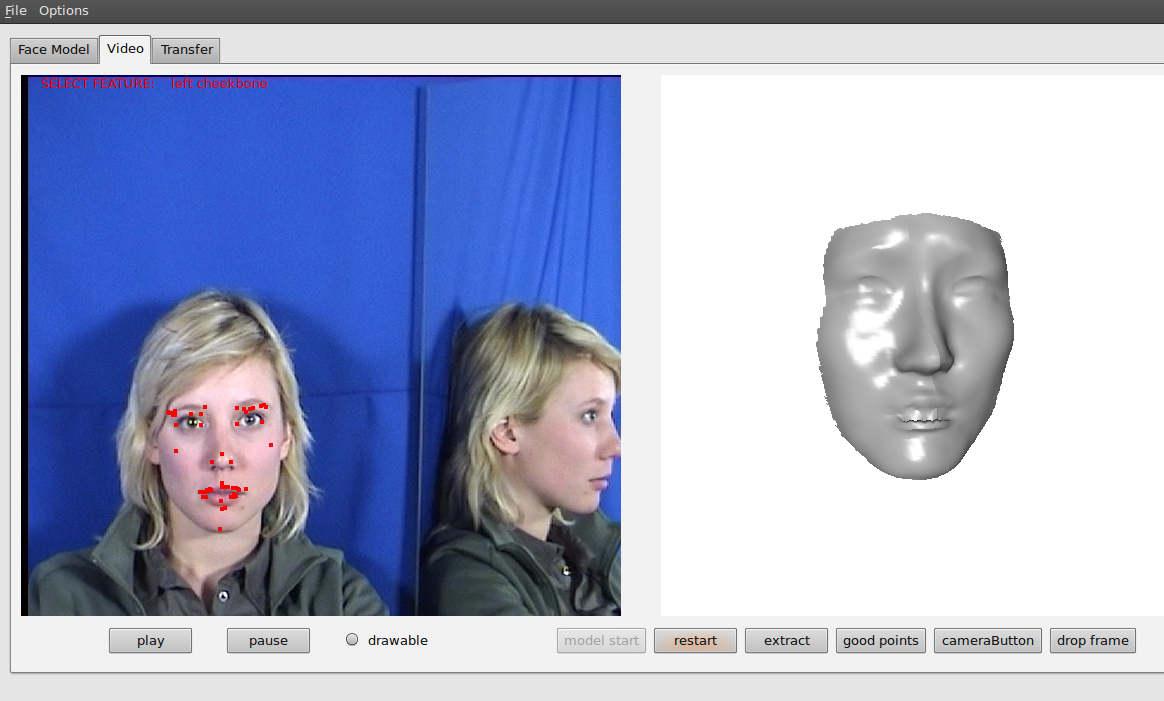 File Options
Face Model Video Transfer
SELECT FEATURE: left cheekbone
play pause drawable model start restart extract good points cameraButton drop frame